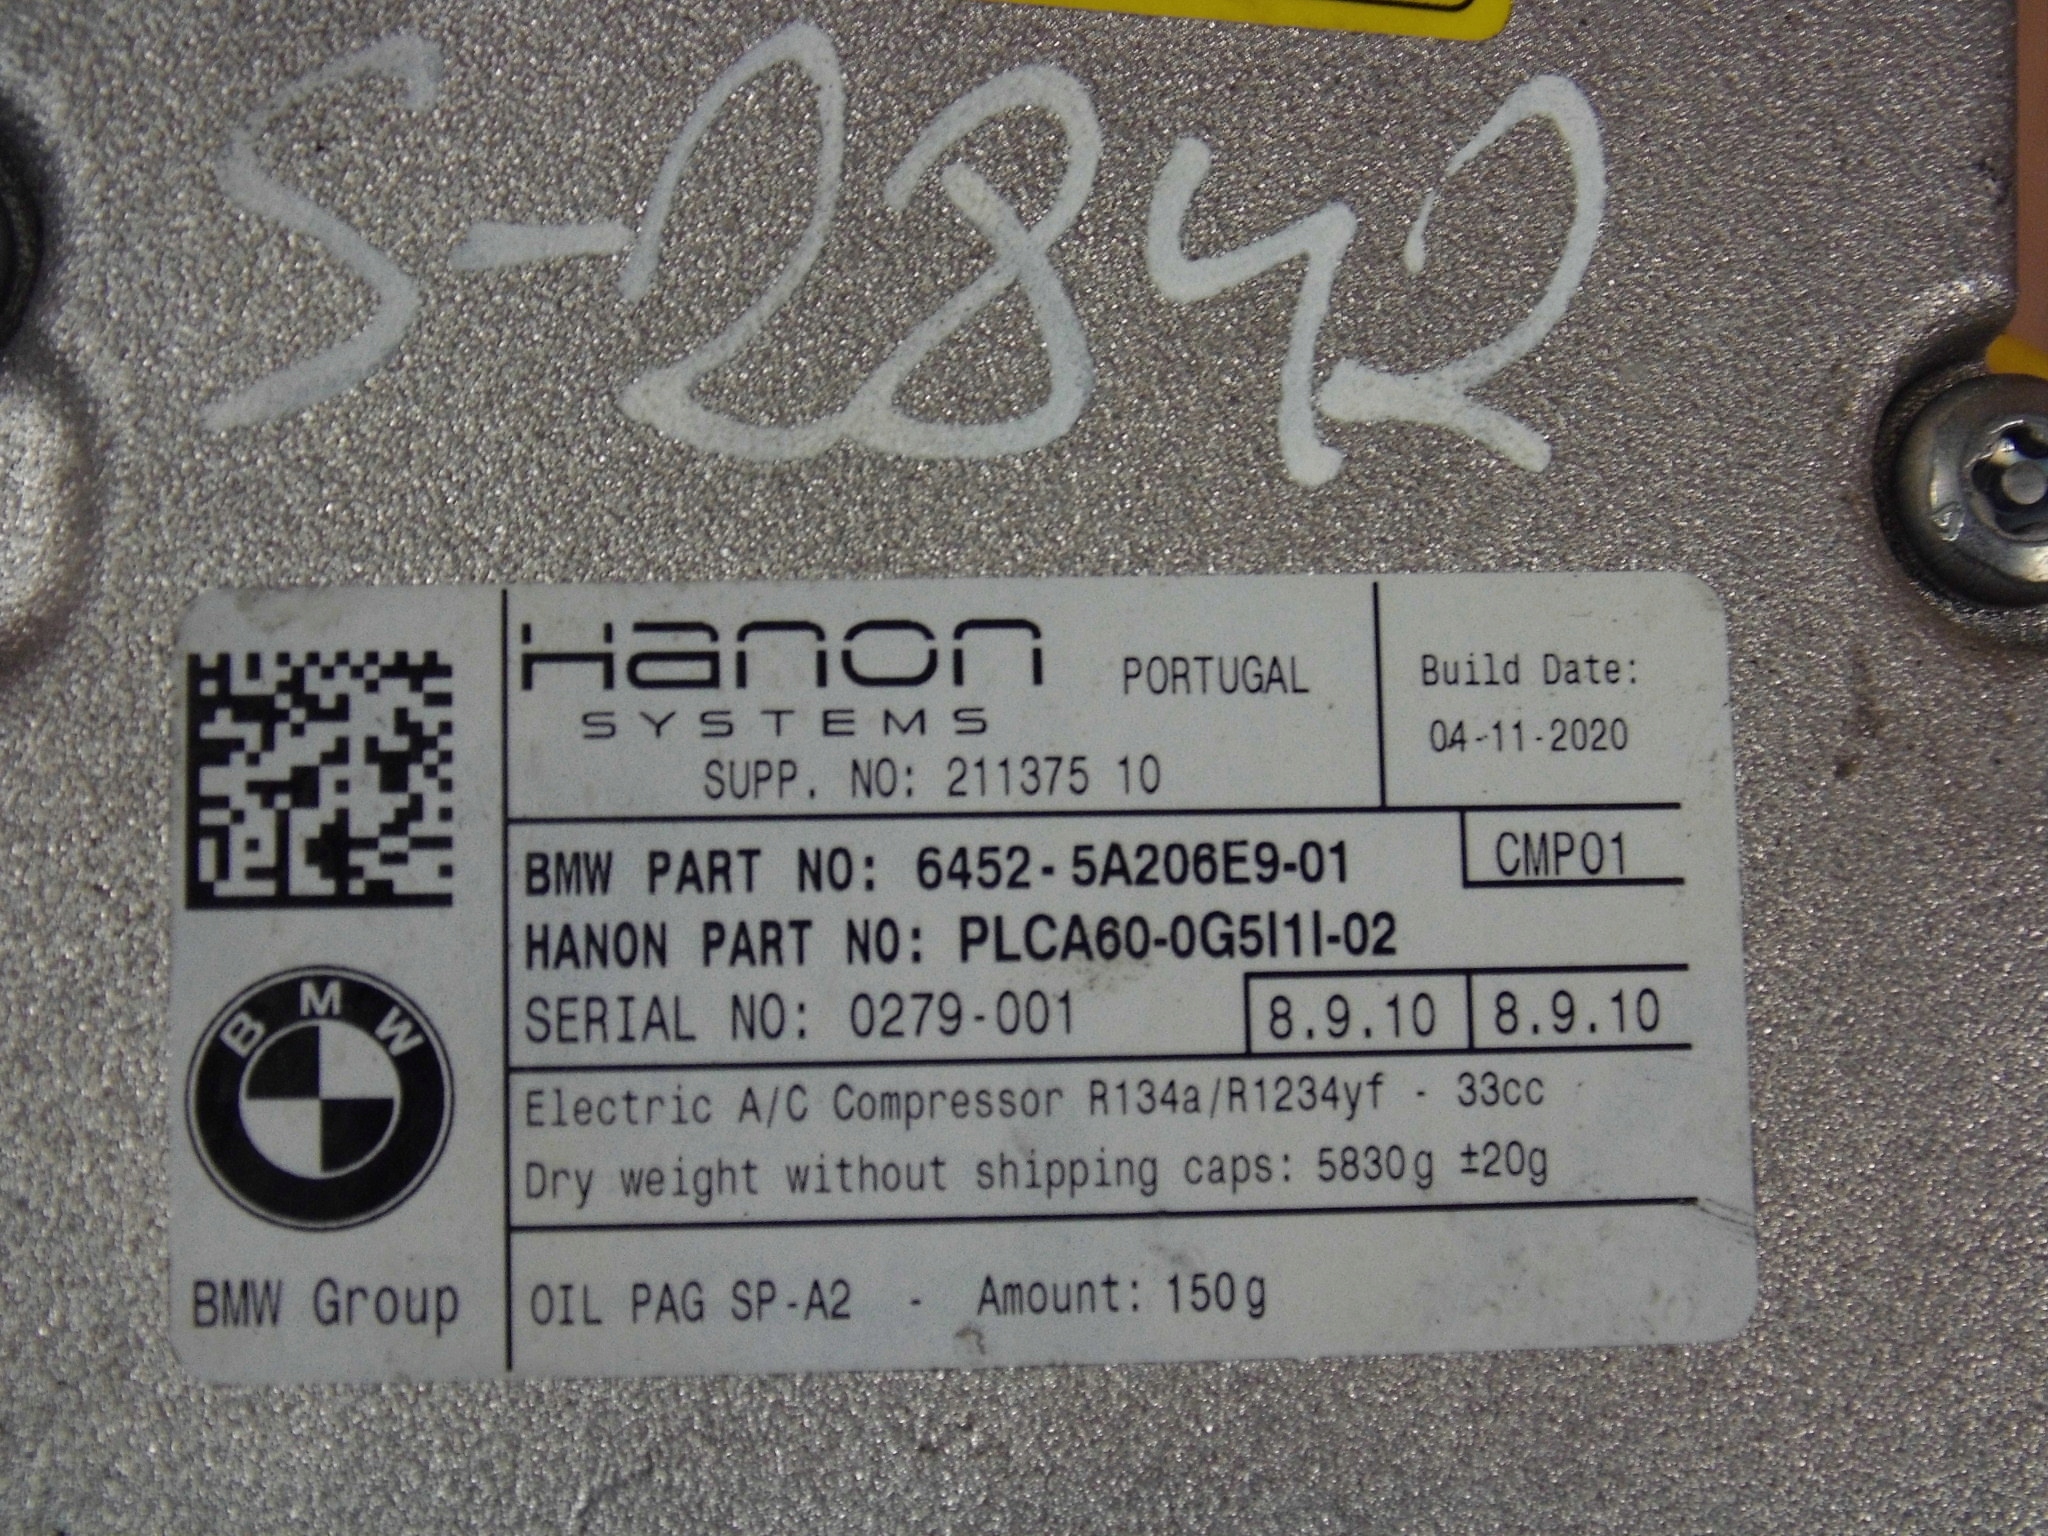 S-2842
Hanon
SYSTEMS
PORTUGAL
SUPP. NO: 211375 10
Build Date:
04-11-2020
BMW PART NO: 6452-5A206E9-01
CMP01
HANON PART NO: PLCA60-0G5I1I-02
SERIAL NO: 0279-001
8.9.10
8.9.10
Electric A/C Compressor R134a/R1234yf - 33cc
Dry weight without shipping caps: 5830g ±20g
OIL PAG SP-A2 - Amount: 150g
BMW
BMW Group